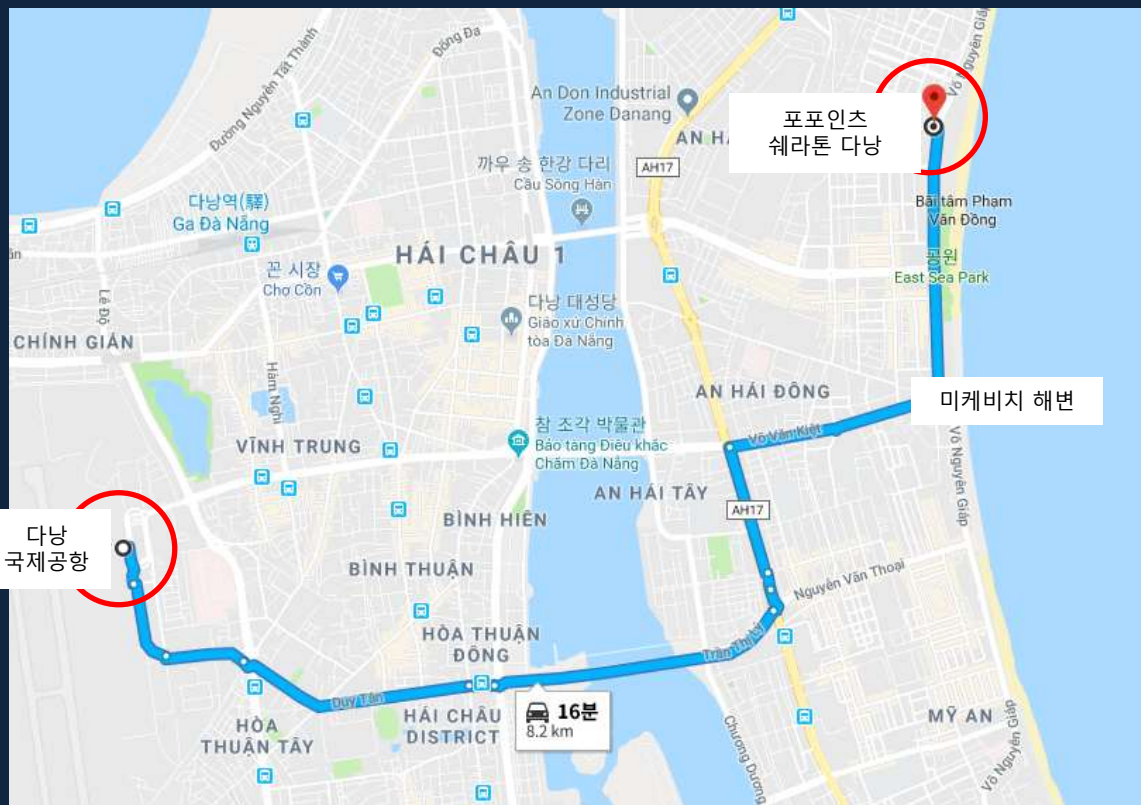 Đống Đa
Đường Nguyễn Tất Thành
Võ Nguyên Giáp
An Don Industrial
Zone Danang
포포인츠
쉐라톤 다낭
AN HẢ
AH17
까우 송 한강 다리
Cầu Sông Hàn
다낭역(驛)
Ga Đà Nẵng
Bãi tắm Phạm
Văn Đồng
HẢI CHÂU 1
공원
East Sea Park
꼰 시장
Chợ Cồn
Lê Độ
다낭 대성당
Giáo xứ Chính
tòa Đà Nẵng
CHÍNH GIÁN
Hàm Nghi
AN HẢI ĐÔNG
미케비치 해변
참 조각 박물관
Bảo tàng Điêu khắc
Chăm Đà Nẵng
Võ Văn Kiệt
VĨNH TRUNG
Võ Nguyên Giáp
AN HẢI TÂY
AH17
BÌNH HIÊN
다낭
국제공항
BÌNH THUẬN
Nguyễn Văn Thoại
HÒA THUẬN
ĐÔNG
Trần Thị Lý
Duy Tân
16분
8.2 km
HẢI CHÂU
DISTRICT
HÒA
THUẬN TÂY
MỸ AN
Chương Dương
Võ Nguyên Giáp